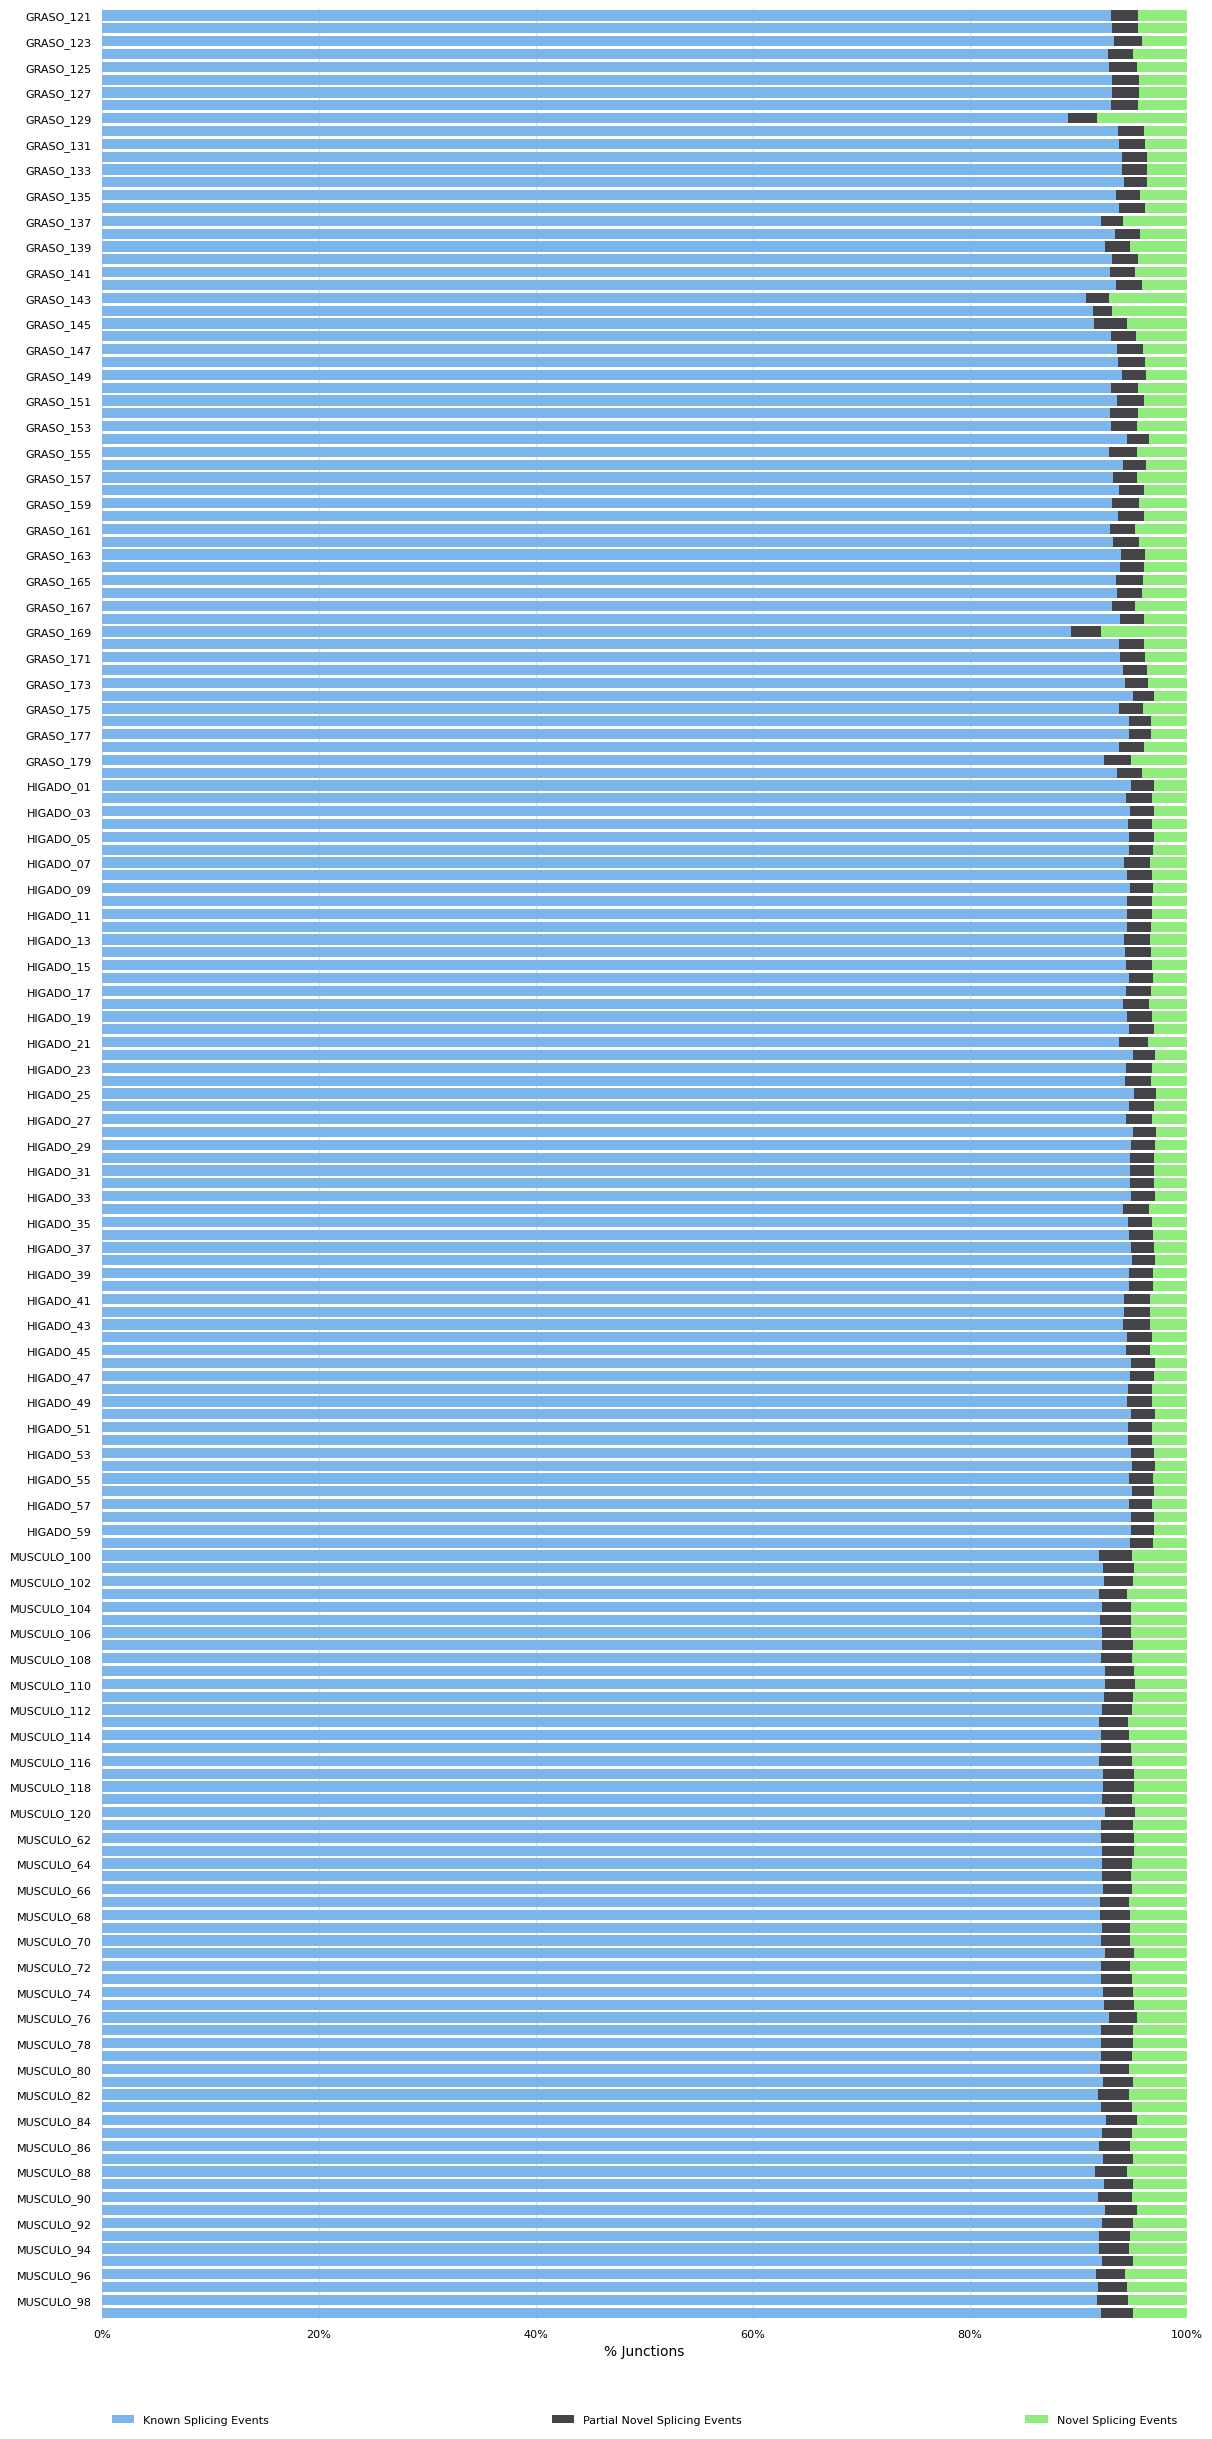 GRASO_121
GRASO_123
GRASO_125
GRASO_127
GRASO_129
GRASO_131
GRASO_133
GRASO_135
GRASO_137
GRASO_139
GRASO_141
GRASO_143
GRASO_145
GRASO_147
GRASO_149
GRASO_151
GRASO_153
GRASO_155
GRASO_157
GRASO_159
GRASO_161
GRASO_163
GRASO_165
GRASO_167
GRASO_169
GRASO_171
GRASO_173
GRASO_175
GRASO_177
GRASO_179
HIGADO_01
HIGADO_03
HIGADO_05
HIGADO_07
HIGADO_09
HIGADO_11
HIGADO_13
HIGADO_15
HIGADO_17
HIGADO_19
HIGADO_21
HIGADO_23
HIGADO_25
HIGADO_27
HIGADO_29
HIGADO_31
HIGADO_33
HIGADO_35
HIGADO_37
HIGADO_39
HIGADO_41
HIGADO_43
HIGADO_45
HIGADO_47
HIGADO_49
HIGADO_51
HIGADO_53
HIGADO_55
HIGADO_57
HIGADO_59
MUSCULO_100
MUSCULO_102
MUSCULO_104
MUSCULO_106
MUSCULO_108
MUSCULO_110
MUSCULO_112
MUSCULO_114
MUSCULO_116
MUSCULO_118
MUSCULO_120
MUSCULO_62
MUSCULO_64
MUSCULO_66
MUSCULO_68
MUSCULO_70
MUSCULO_72
MUSCULO_74
MUSCULO_76
MUSCULO_78
MUSCULO_80
MUSCULO_82
MUSCULO_84
MUSCULO_86
MUSCULO_88
MUSCULO_90
MUSCULO_92
MUSCULO_94
MUSCULO_96
MUSCULO_98
0% 20% 40% 60% 80% 100%
% Junctions
Known Splicing Events Partial Novel Splicing Events Novel Splicing Events